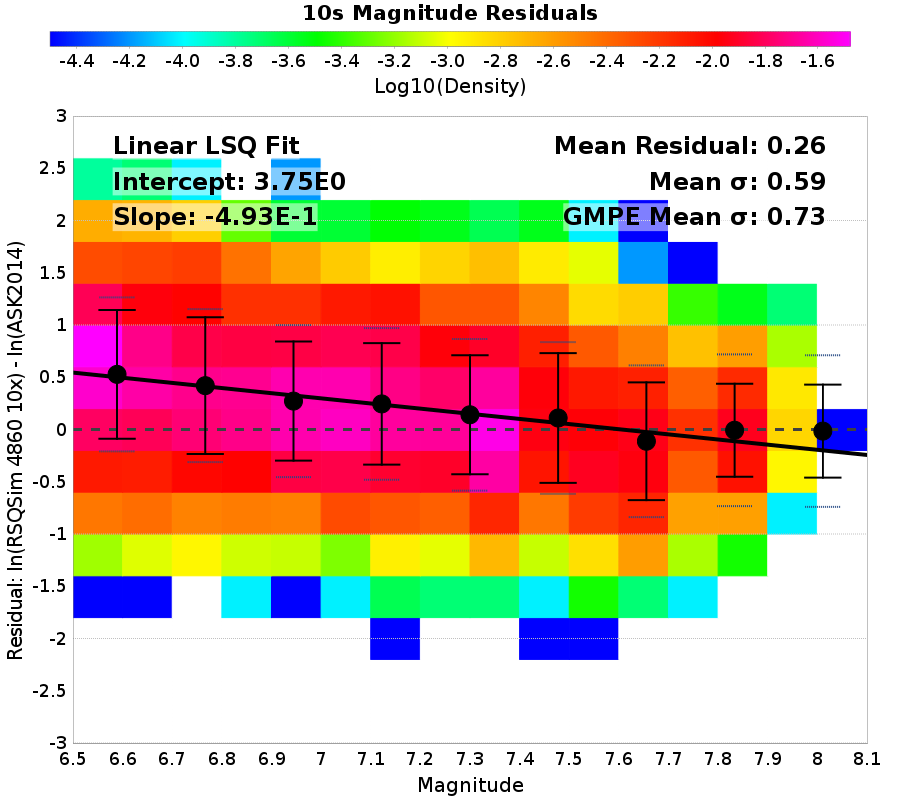 10s Magnitude Residuals
-4.4 -4.2 -4.0 -3.8 -3.6 -3.4 -3.2 -3.0 -2.8 -2.6 -2.4 -2.2 -2.0 -1.8 -1.6
Log10(Density)
Linear LSQ Fit
Intercept: 3.75E0
Slope: -4.93E-1
Mean Residual: 0.26
Mean σ: 0.59
GMPE Mean σ: 0.73
Residual: ln(RSQSim 4860 10x) - ln(ASK2014)
3
2.5
2
1.5
1
0.5
0
-0.5
-1
-1.5
-2
-2.5
-3
6.5 6.6 6.7 6.8 6.9 7 7.1 7.2 7.3 7.4 7.5 7.6 7.7 7.8 7.9 8 8.1
Magnitude